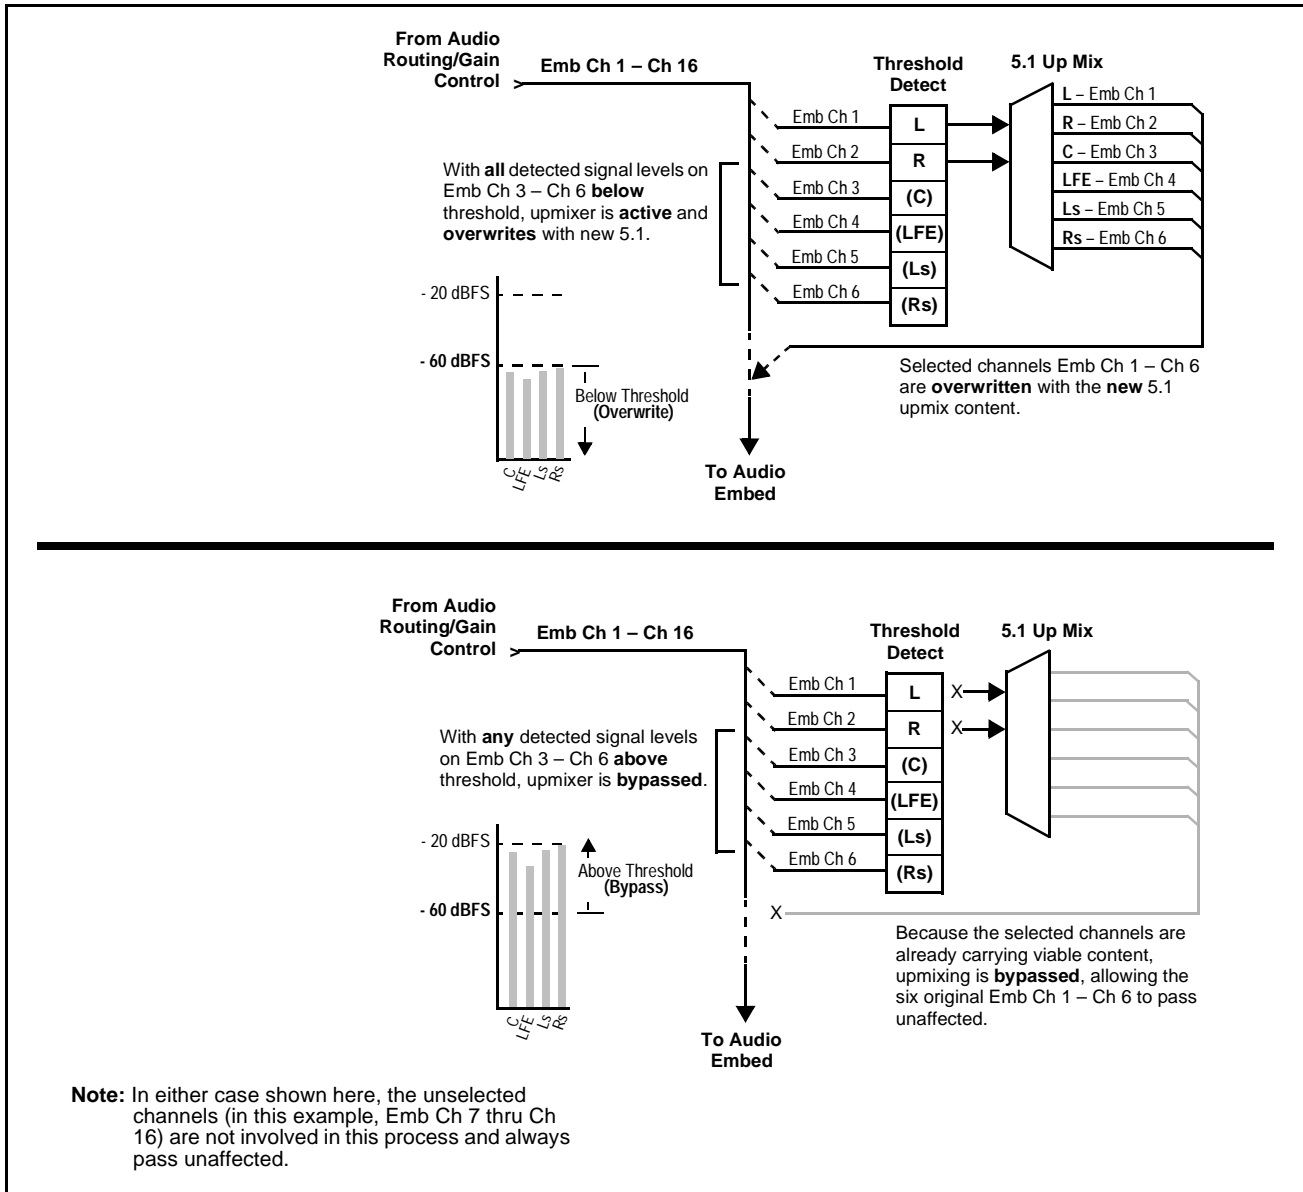 From Audio
Routing/Gain
Control
Emb Ch 1 – Ch 16
Threshold
Detect
5.1 Up Mix
Emb Ch 1
Emb Ch 2
Emb Ch 3
Emb Ch 4
Emb Ch 5
Emb Ch 6
L
R
(C)
(LFE)
(Ls)
(Rs)
L – Emb Ch 1
R – Emb Ch 2
C – Emb Ch 3
LFE – Emb Ch 4
Ls – Emb Ch 5
Rs – Emb Ch 6
With all detected signal levels on
Emb Ch 3 – Ch 6 below
threshold, upmixer is active and
overwrites with new 5.1.
- 20 dBFS
- 60 dBFS
Below Threshold
(Overwrite)
C
LFE
Ls
Rs
Selected channels Emb Ch 1 – Ch 6
are overwritten with the new 5.1
upmix content.
To Audio
Embed
From Audio
Routing/Gain
Control
Emb Ch 1 – Ch 16
Threshold
Detect
5.1 Up Mix
Emb Ch 1
Emb Ch 2
Emb Ch 3
Emb Ch 4
Emb Ch 5
Emb Ch 6
L
R
(C)
(LFE)
(Ls)
(Rs)
X
X
With any detected signal levels
on Emb Ch 3 – Ch 6 above
threshold, upmixer is bypassed.
- 20 dBFS
- 60 dBFS
Above Threshold
(Bypass)
C
LFE
Ls
Rs
X
Because the selected channels are
already carrying viable content,
upmixing is bypassed, allowing the
six original Emb Ch 1 – Ch 6 to pass
unaffected.
To Audio
Embed
Note: In either case shown here, the unselected
channels (in this example, Emb Ch 7 thru Ch
16) are not involved in this process and always
pass unaffected.